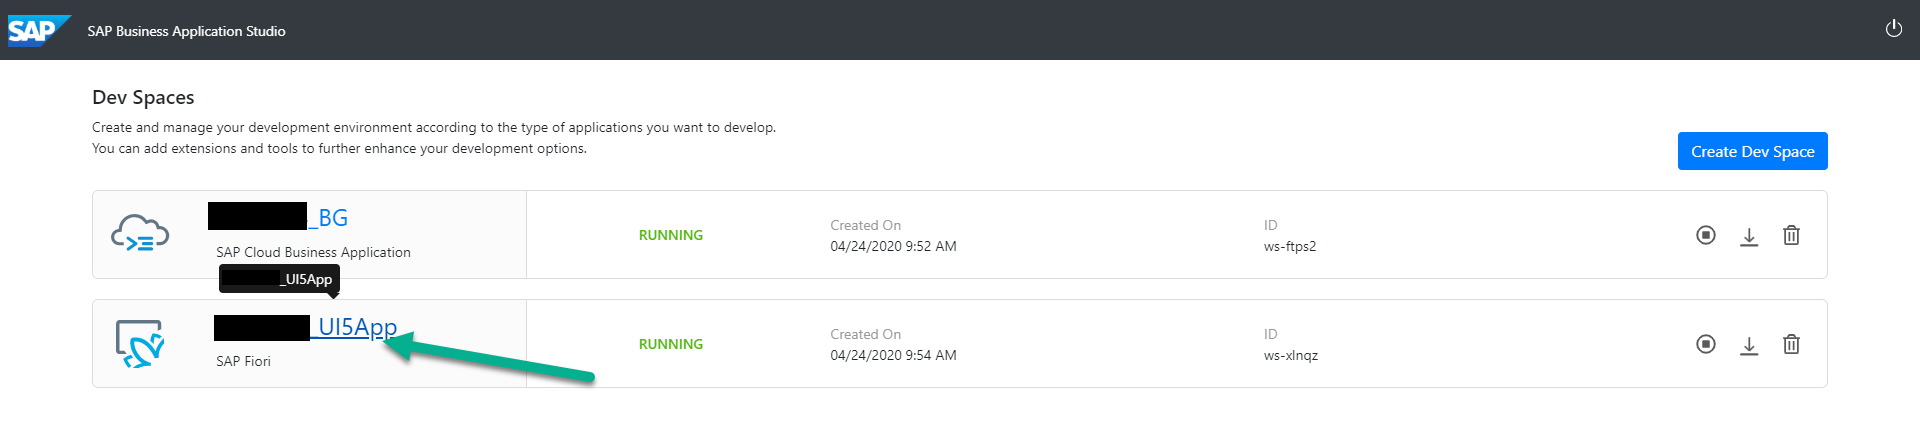 SAP SAP Business Application Studio
Dev Spaces
Create and manage your development environment according to the type of applications you want to develop.
You can add extensions and tools to further enhance your development options.
Create Dev Space
_BG
SAP Cloud Business Application
RUNNING
Created On
04/24/2020 9:52 AM
ID
ws-ftps2
_UI5App
_UI5App
SAP Fiori
RUNNING
Created On
04/24/2020 9:54 AM
ID
ws-xlnqz